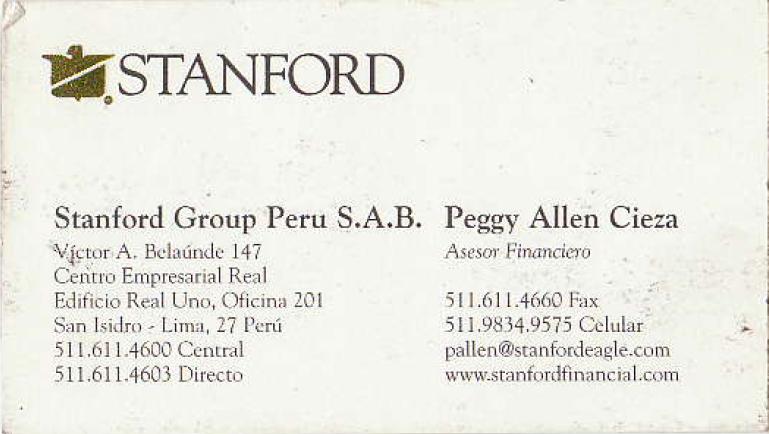 STANFORD
Stanford Group Peru S.A.B.
Víctor A. Belaúnde 147
Centro Empresarial Real
Edificio Real Uno, Oficina 201
San Isidro - Lima, 27 Perú
511.611.4600 Central
511.611.4603 Directo
Peggy Allen Cieza
Asesor Financiero
511.611.4660 Fax
511.9834.9575 Celular
pallen@stanfordeagle.com
www.stanfordfinancial.com